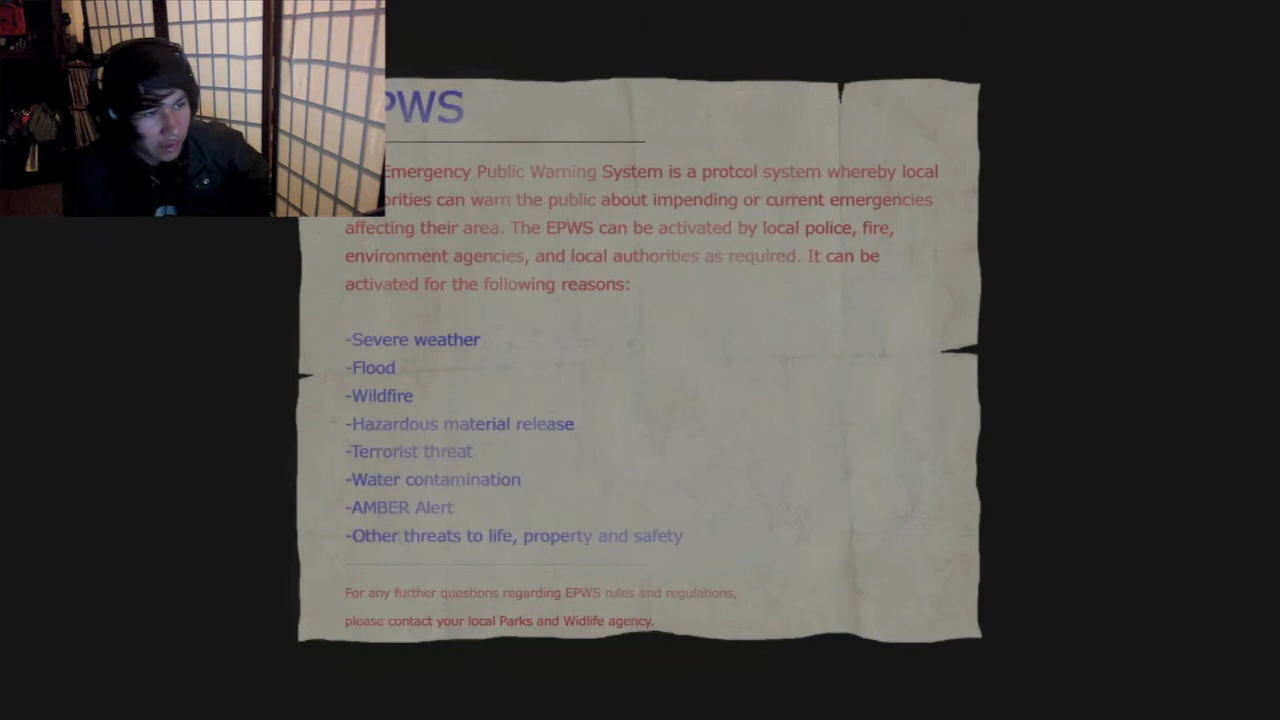 PWS
Emergency Public Warning System is a protcol system whereby local
orities can warn the public about impending or current emergencies
affecting their area. The EPWS can be activated by local police, fire,
environment agencies, and local authorities as required. It can be
activated for the following reasons:
-Severe weather
-Flood
-Wildfire
-Hazardous material release
-Terrorist threat
-Water contamination
-AMBER Alert
-Other threats to life, property and safety
For any further questions regarding EPWS rules and regulations,
please contact your local Parks and Widlife agency.